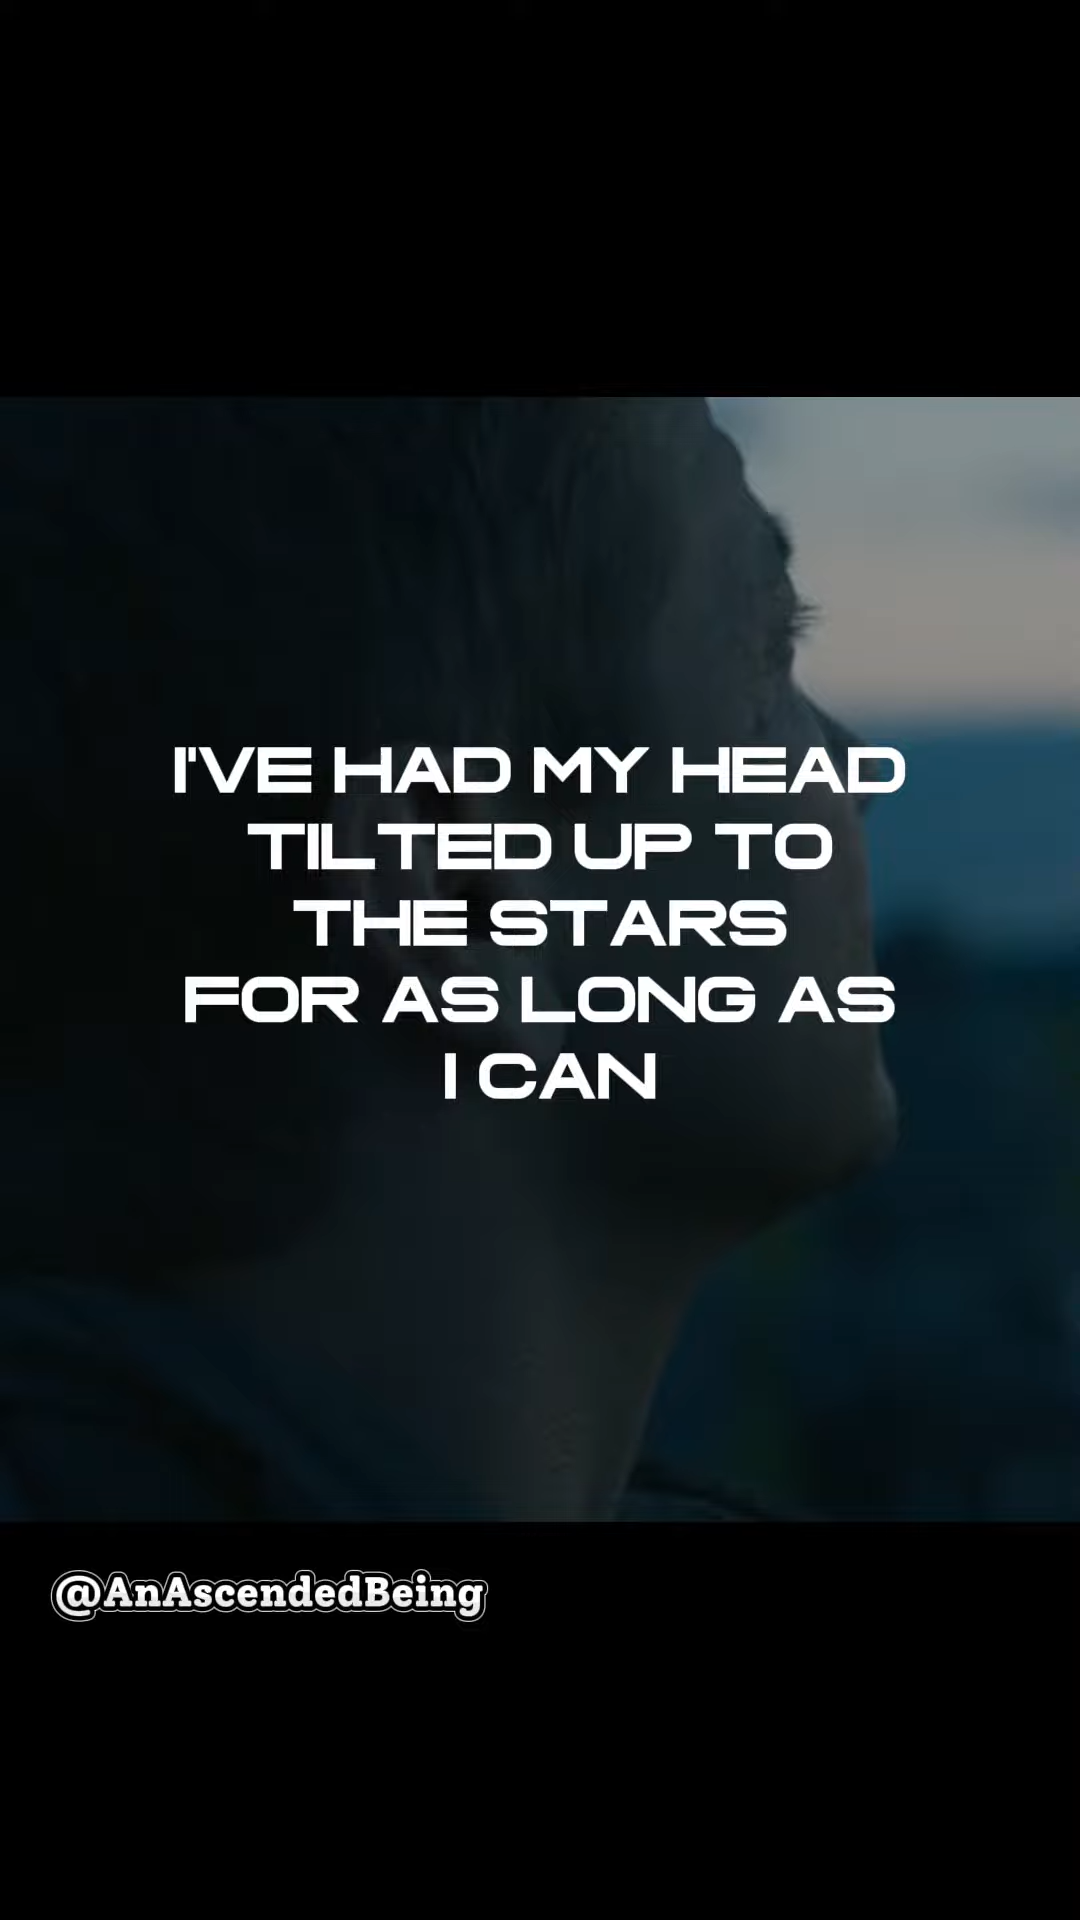 I'VE HAD MY HEAD
TILTED UP TO
THE STARS
FOR AS LONG AS
I CAN
@AnAscendedBeing